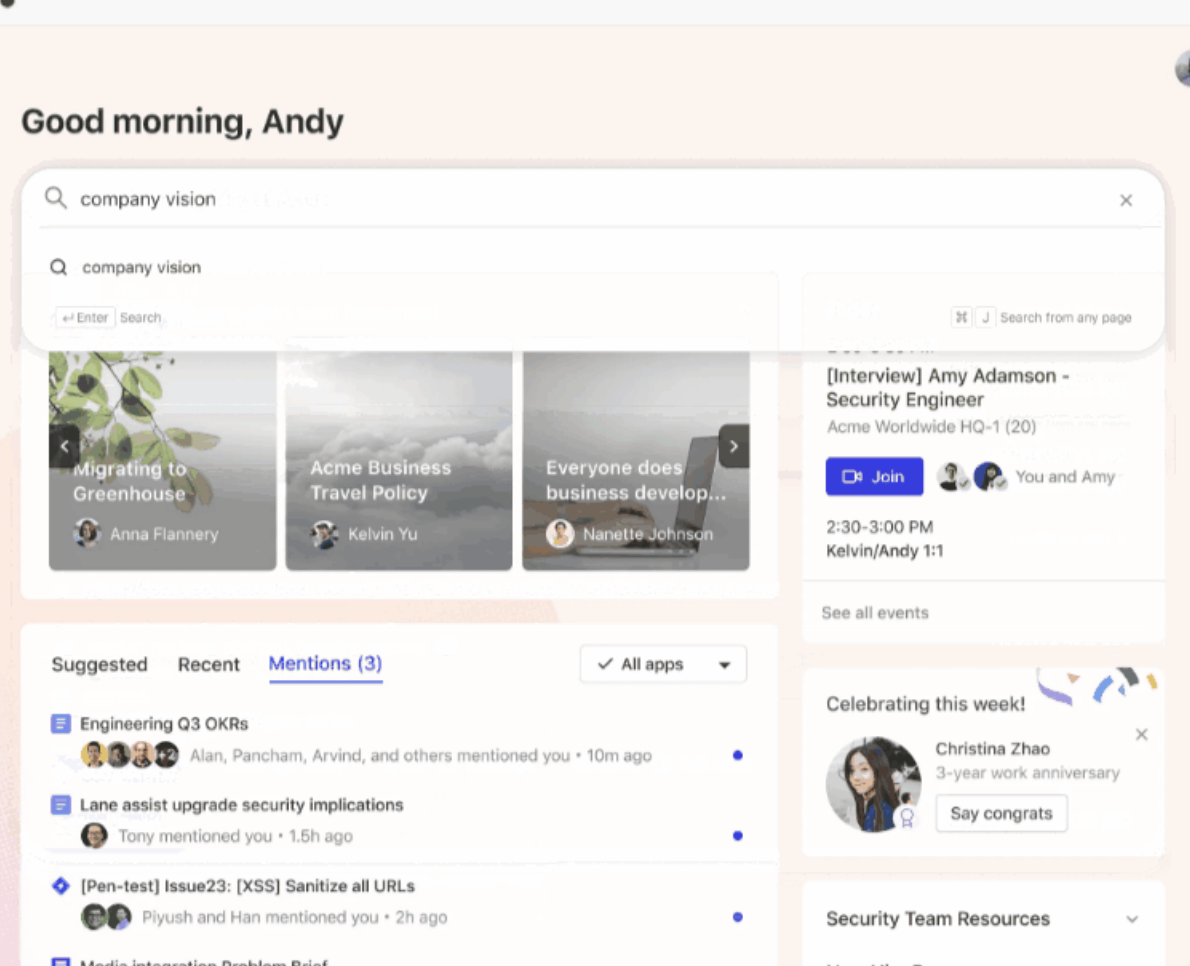 Good morning, Andy
company vision
company vision
Enter Search
⌘ J Search from any page
Migrating to
Greenhouse
Anna Flannery
Acme Business
Travel Policy
Kelvin Yu
Everyone does
business develop...
Nanette Johnson
[Interview] Amy Adamson -
Security Engineer
Acme Worldwide HQ-1 (20)
Join
You and Amy
2:30-3:00 PM
Kelvin/Andy 1:1
See all events
Suggested Recent Mentions (3)
All apps
Engineering Q3 OKRs
+2 Alan, Pancham, Arvind, and others mentioned you • 10m ago
Lane assist upgrade security implications
Tony mentioned you • 1.5h ago
[Pen-test] Issue23: [XSS] Sanitize all URLs
Piyush and Han mentioned you • 2h ago
Media integration Problem Brief
Celebrating this week!
Christina Zhao
3-year work anniversary
Say congrats
Security Team Resources